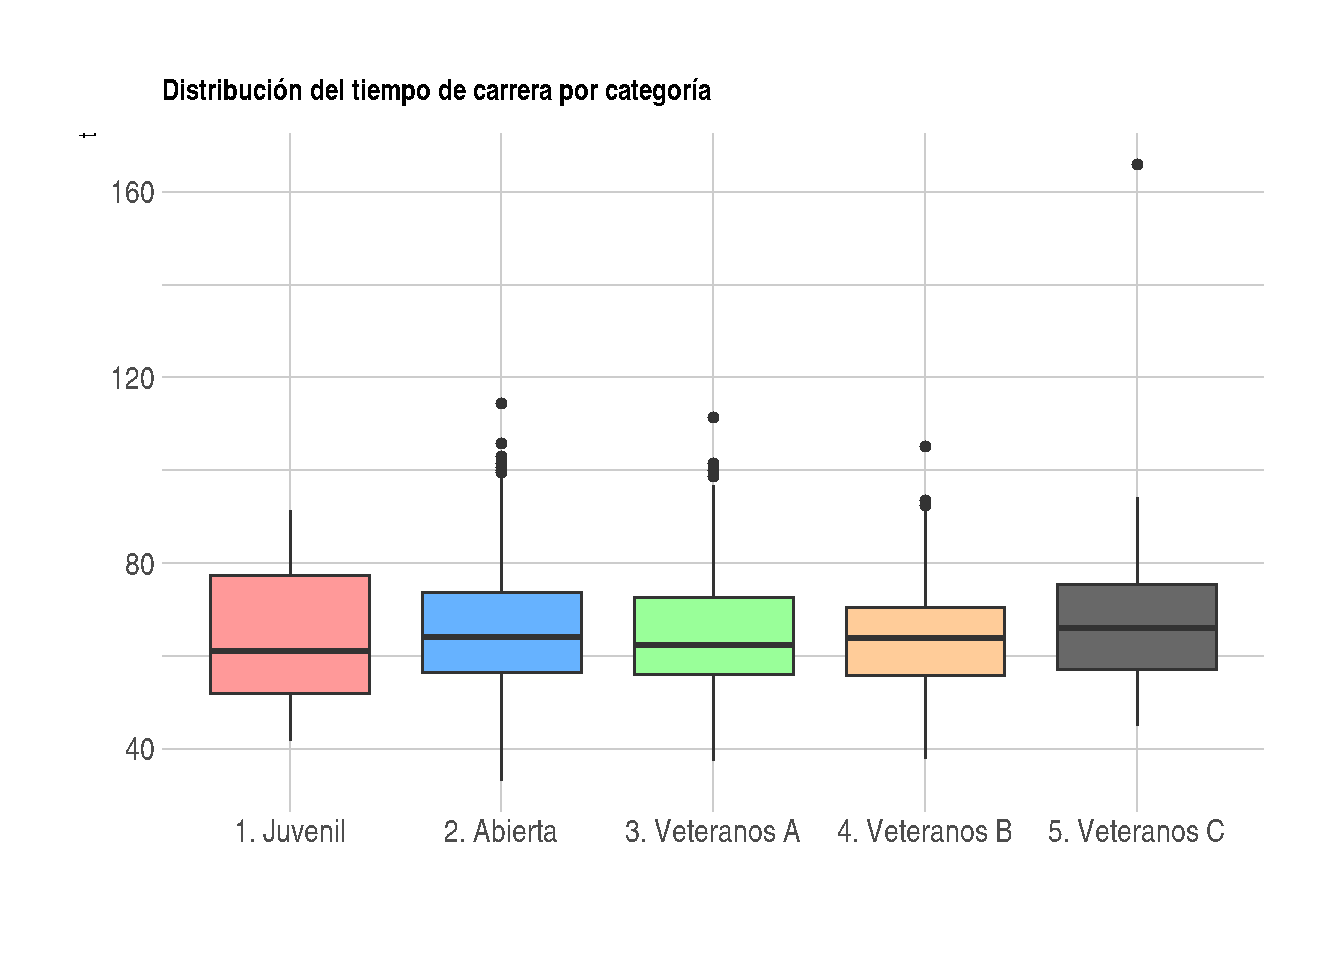 Distribución del tiempo de carrera por categoría
t
160
120
80
40
1. Juvenil
2. Abierta
3. Veteranos A
4. Veteranos B
5. Veteranos C